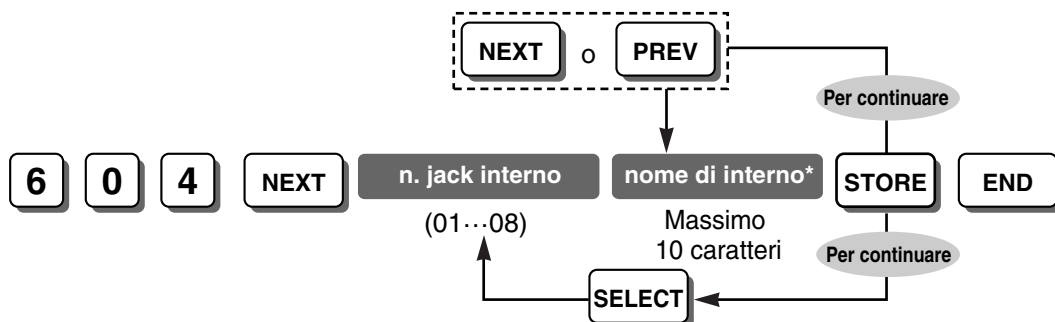 NEXT o PREV
Per continuare
6 0 4 NEXT n. jack interno nome di interno* STORE END
(01···08)
Massimo
10 caratteri
Per continuare
SELECT